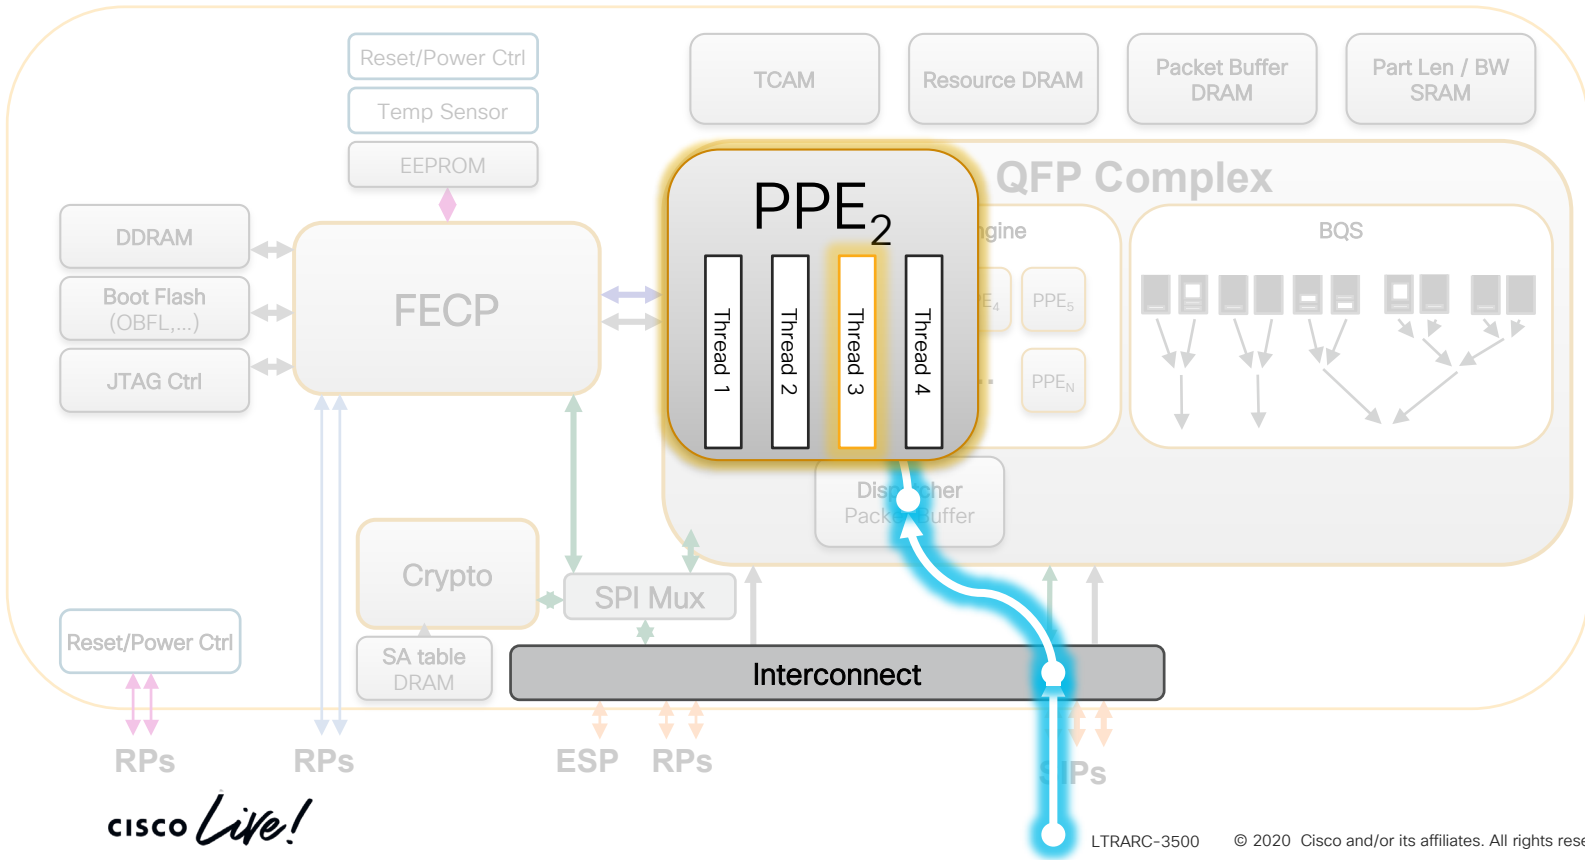 Reset/Power Ctrl
Temp Sensor
EEPROM
TCAM
Resource DRAM
Packet Buffer
DRAM
Part Len / BW
SRAM
QFP Complex
DDRAM
Boot Flash
(OBFL,...)
JTAG Ctrl
FECP
PPE2
Thread 1
Thread 2
Thread 3
Thread 4
PPE5
...
PPEN
BQS
Packet Buffer
Crypto
SPI Mux
SA table
DRAM
Reset/Power Ctrl
Interconnect
RPs
RPs
ESP
RPs
SIPs
CISCO Live!
LTRARC-3500
© 2020 Cisco and/or its affiliates. All rights